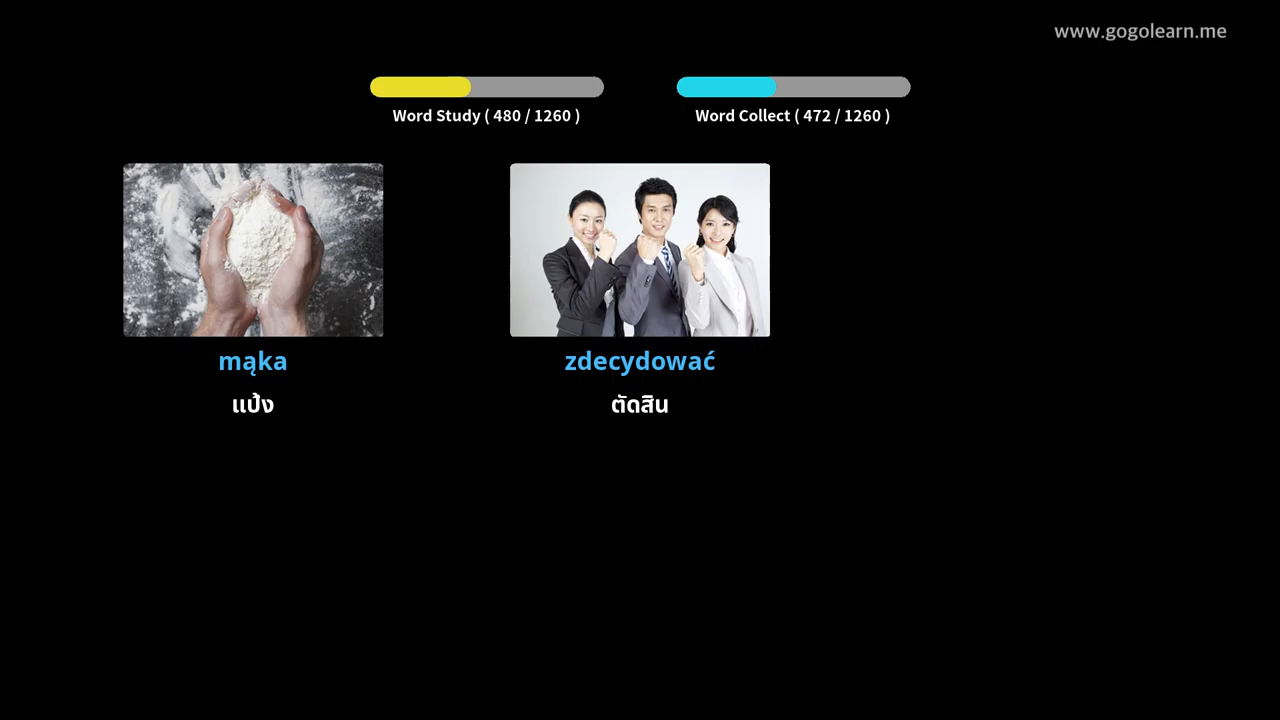 www.gogolearn.me
Word Study ( 480 / 1260 )
Word Collect ( 472 / 1260 )
mąka
zdecydować
แป้ง
ตัดสิน